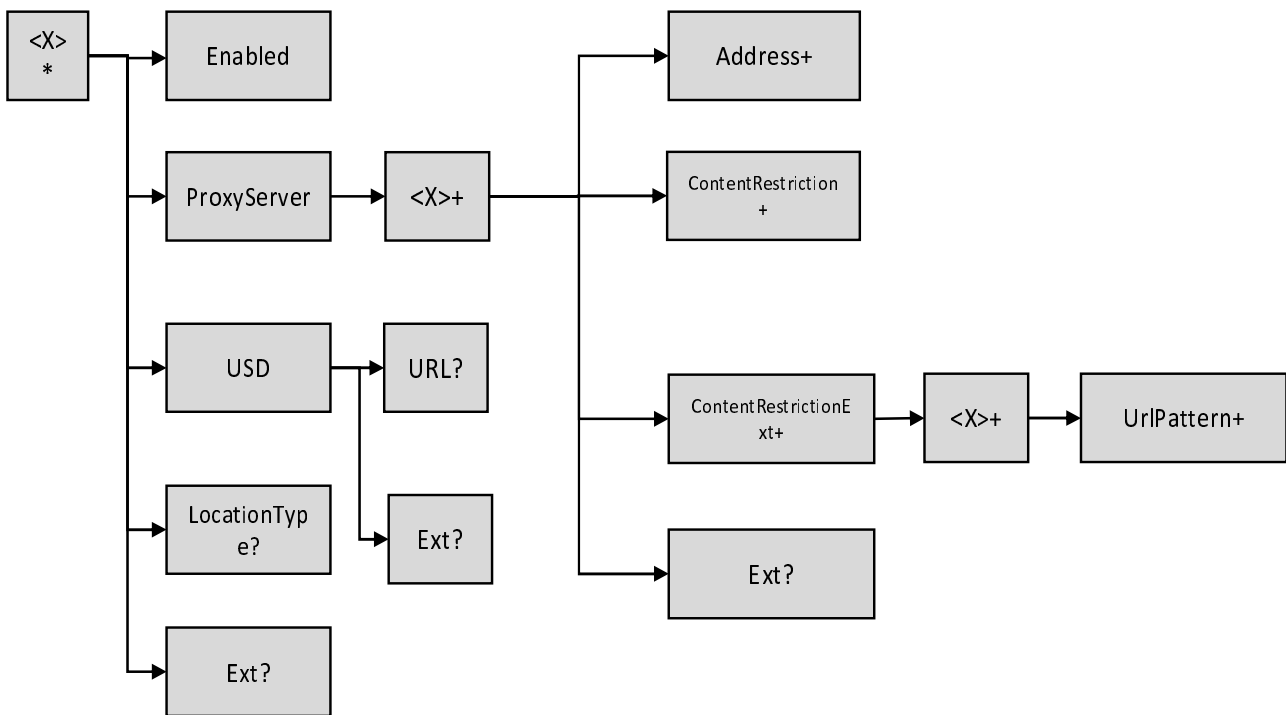 <X>
*
Enabled
Address+
ProxyServer
<X>+
ContentRestriction
+
USD
URL?
ContentRestrictionE
xt+
<X>+
UrlPattern+
LocationTyp
e?
Ext?
Ext?
Ext?